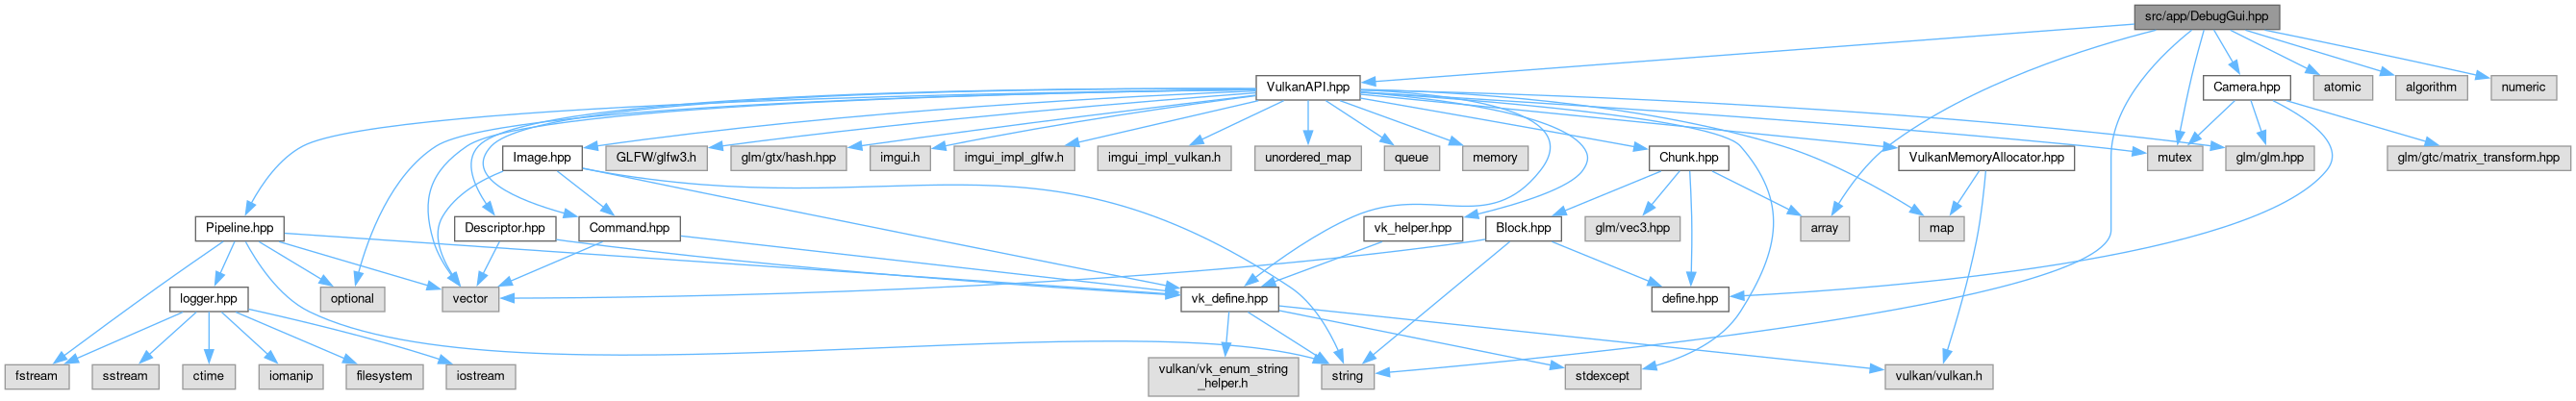 src/app/DebugGui.hpp
VulkanAPI.hpp
Camera.hpp
atomic
algorithm
numeric
Image.hpp
GLFW/glfw3.h
glm/gtx/hash.hpp
imgui.h
imgui_impl_glfw.h
imgui_impl_vulkan.h
unordered_map
queue
memory
Chunk.hpp
VulkanMemoryAllocator.hpp
mutex
glm/glm.hpp
glm/gtc/matrix_transform.hpp
Pipeline.hpp
Descriptor.hpp
Command.hpp
vk_helper.hpp
Block.hpp
glm/vec3.hpp
array
map
logger.hpp
optional
vector
vk_define.hpp
define.hpp
fstream
sstream
ctime
iomanip
filesystem
iostream
vulkan/vk_enum_string
_helper.h
string
stdexcept
vulkan/vulkan.h